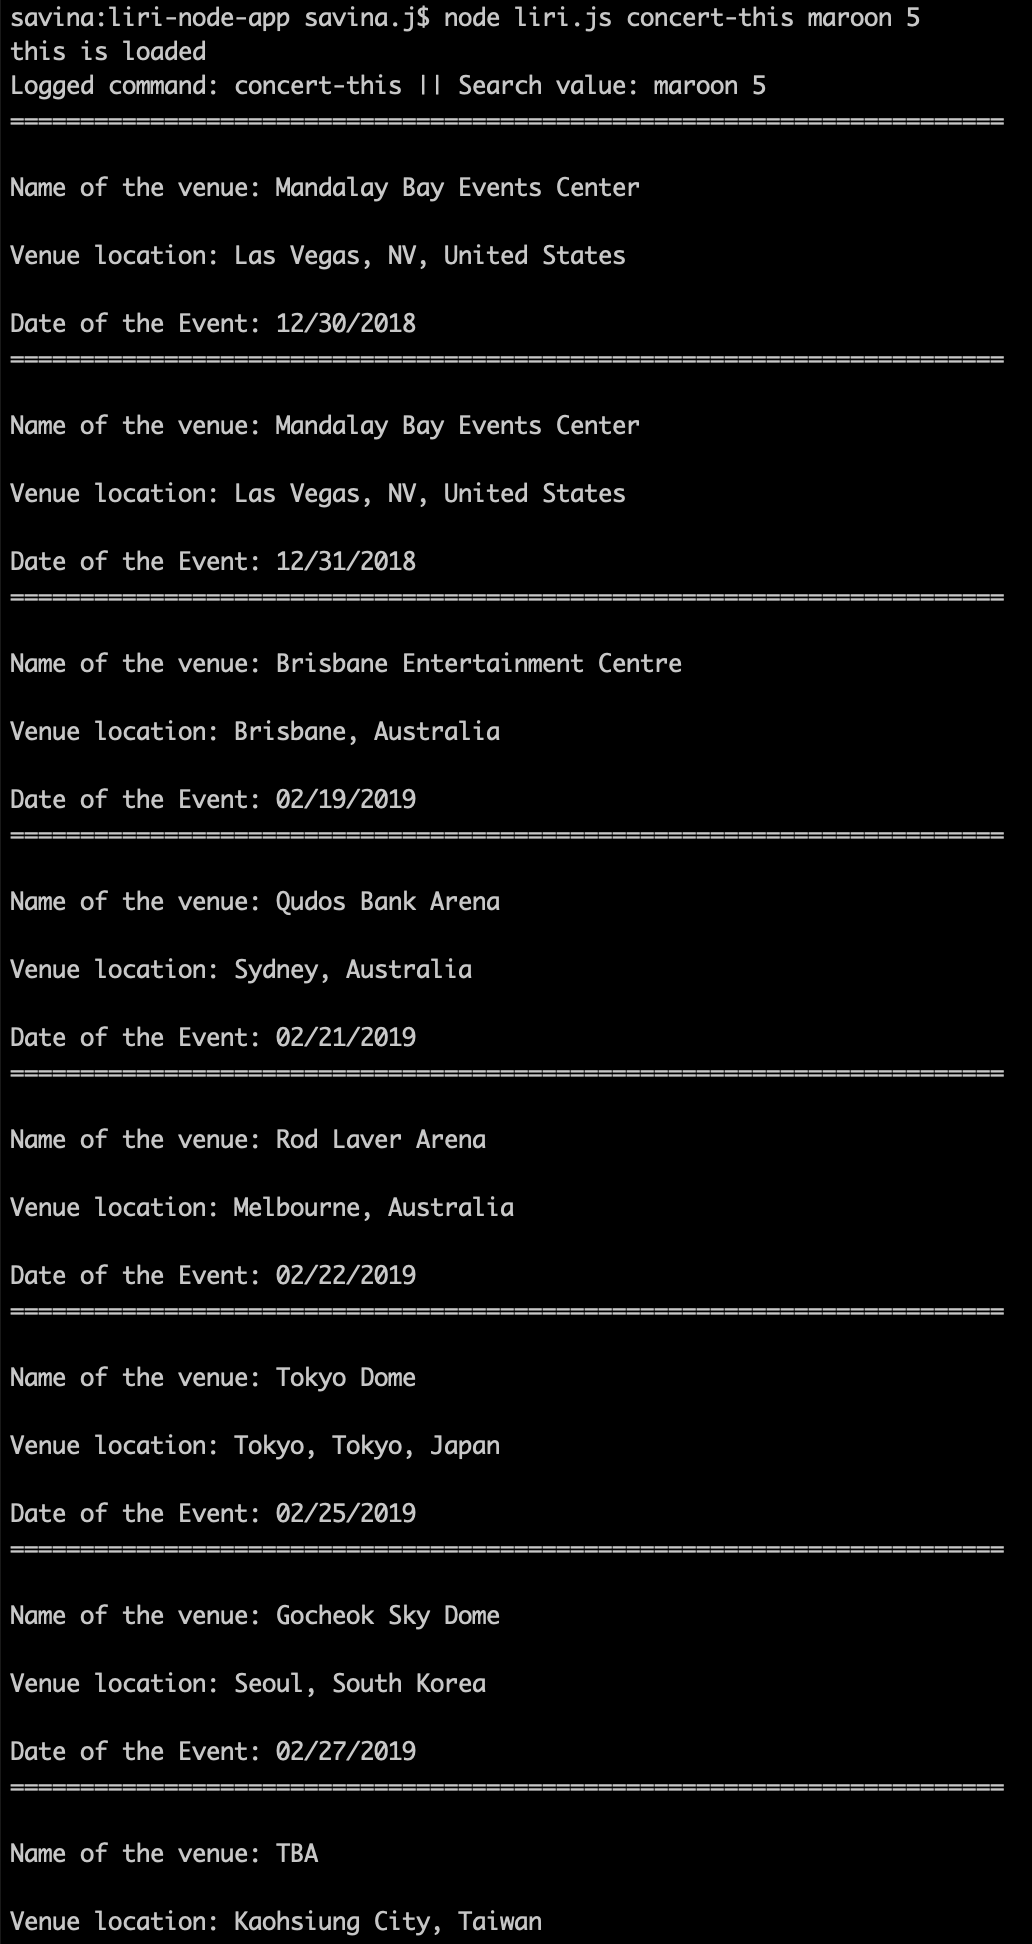 savina:liri-node-app savina.j$ node liri.js concert-this maroon 5
this is loaded
Logged command: concert-this || Search value: maroon 5
=======================================================================
Name of the venue: Mandalay Bay Events Center
Venue location: Las Vegas, NV, United States
Date of the Event: 12/30/2018
=======================================================================
Name of the venue: Mandalay Bay Events Center
Venue location: Las Vegas, NV, United States
Date of the Event: 12/31/2018
=======================================================================
Name of the venue: Brisbane Entertainment Centre
Venue location: Brisbane, Australia
Date of the Event: 02/19/2019
=======================================================================
Name of the venue: Qudos Bank Arena
Venue location: Sydney, Australia
Date of the Event: 02/21/2019
=======================================================================
Name of the venue: Rod Laver Arena
Venue location: Melbourne, Australia
Date of the Event: 02/22/2019
=======================================================================
Name of the venue: Tokyo Dome
Venue location: Tokyo, Tokyo, Japan
Date of the Event: 02/25/2019
=======================================================================
Name of the venue: Gocheok Sky Dome
Venue location: Seoul, South Korea
Date of the Event: 02/27/2019
=======================================================================
Name of the venue: TBA
Venue location: Kaohsiung City, Taiwan